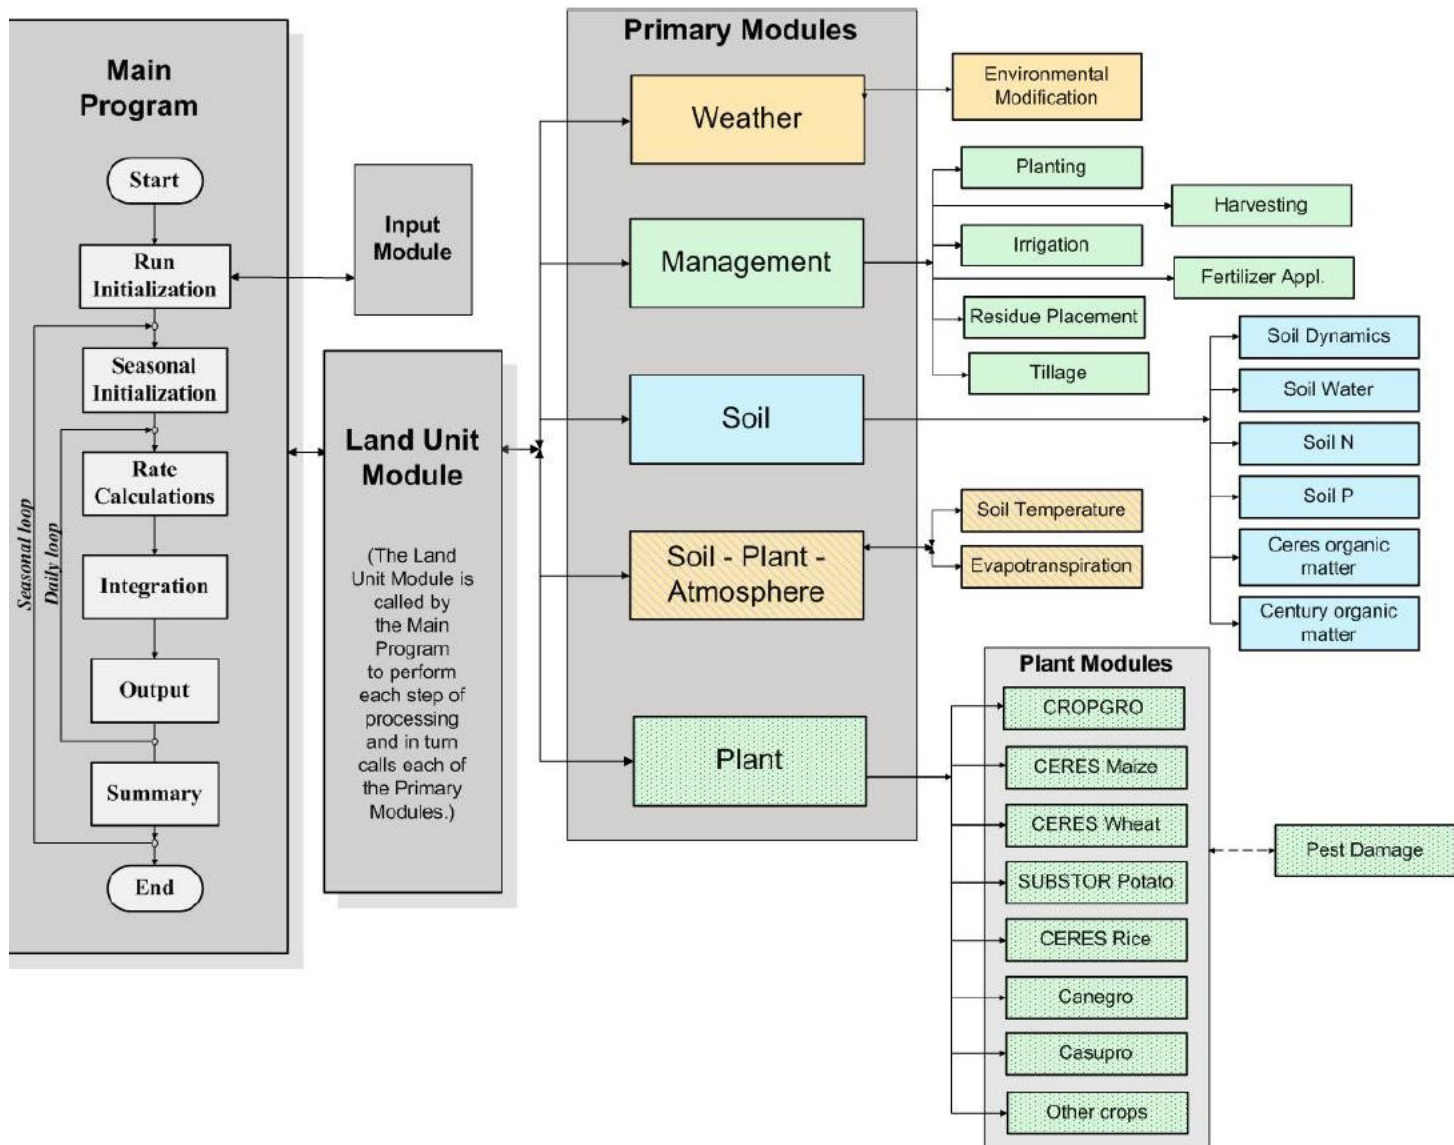 Main
Program
Start
Run
Initialization
Seasonal
Initialization
Rate
Calculations
Integration
Output
Summary
End
Seasonal loop
Daily loop
Input
Module
Land Unit
Module
(The Land
Unit Module is
called by
the Main
Program
to perform
each step of
processing
and in turn
calls each of
the Primary
Modules.)
Primary Modules
Weather
Management
Soil
Soil - Plant -
Atmosphere
Plant
Environmental
Modification
Planting
Harvesting
Irrigation
Fertilizer Appl.
Residue Placement
Tillage
Soil Dynamics
Soil Water
Soil N
Soil P
Ceres organic
matter
Century organic
matter
Soil Temperature
Evapotranspiration
Plant Modules
CROPGRO
CERES Maize
CERES Wheat
SUBSTOR Potato
CERES Rice
Canegro
Casupro
Other crops
Pest Damage